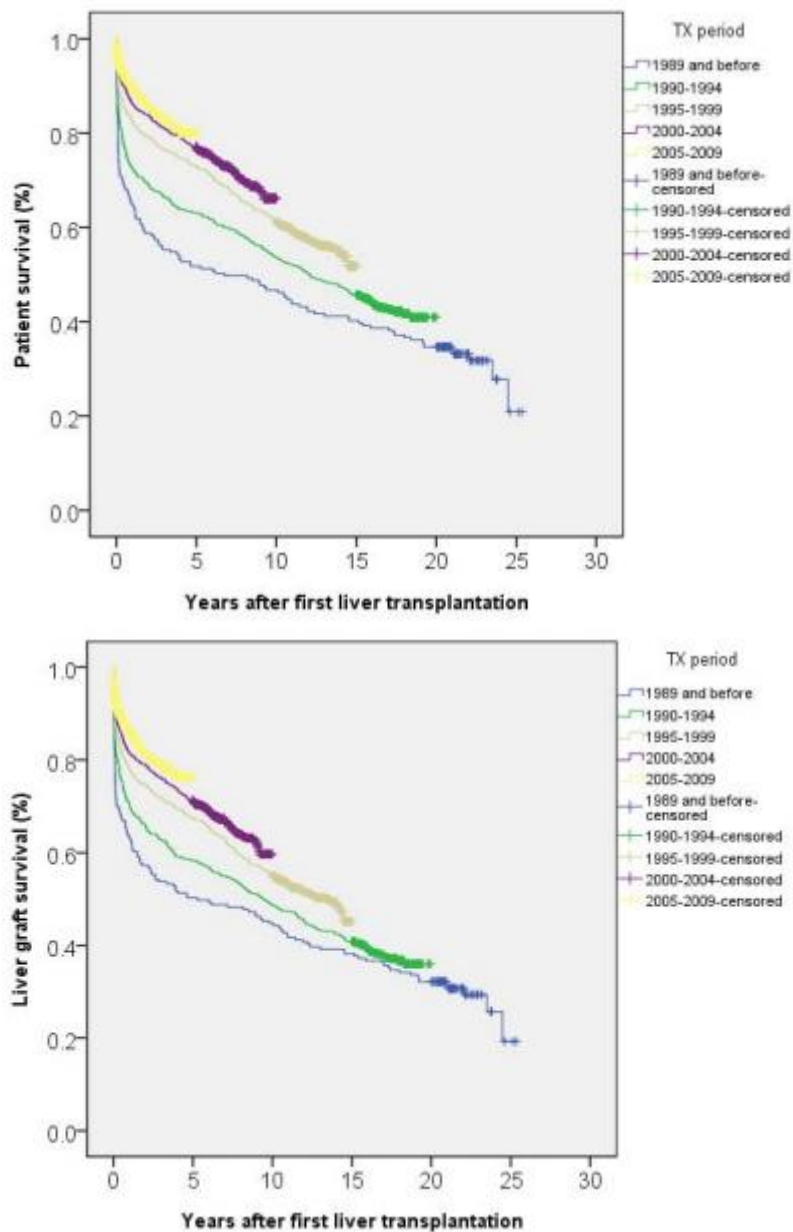 TX period
1989 and before
1990-1994
1995-1999
2000-2004
2005-2009
1989 and before-
censored
1990-1994-censored
1995-1999-censored
2000-2004-censored
2005-2009-censored
Patient survival (%)
1.0
0.8
0.6
0.4
0.2
0.0
0 5 10 15 20 25 30
Years after first liver transplantation
TX period
1989 and before
1990-1994
1995-1999
2000-2004
2005-2009
1989 and before-
censored
1990-1994-censored
1995-1999-censored
2000-2004-censored
2005-2009-censored
Liver graft survival (%)
1.0
0.8
0.6
0.4
0.2
0.0
0 5 10 15 20 25 30
Years after first liver transplantation